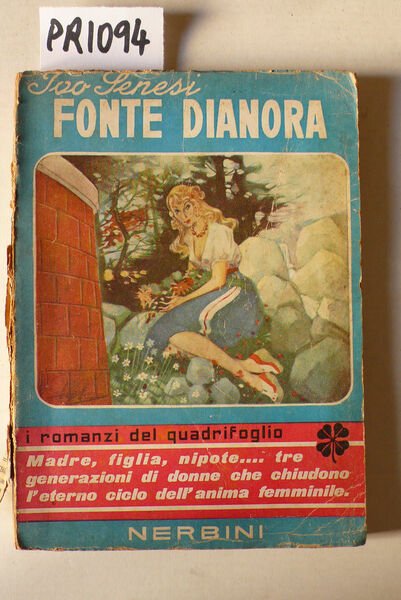 PR1094
Ivo Senesi
FONTE DIANORA
i romanzi del quadrifoglio
Madre, figlia, nipote.... tre
generazioni di donne che chiudono
l'eterno ciclo dell'anima femminile.
NERBINI